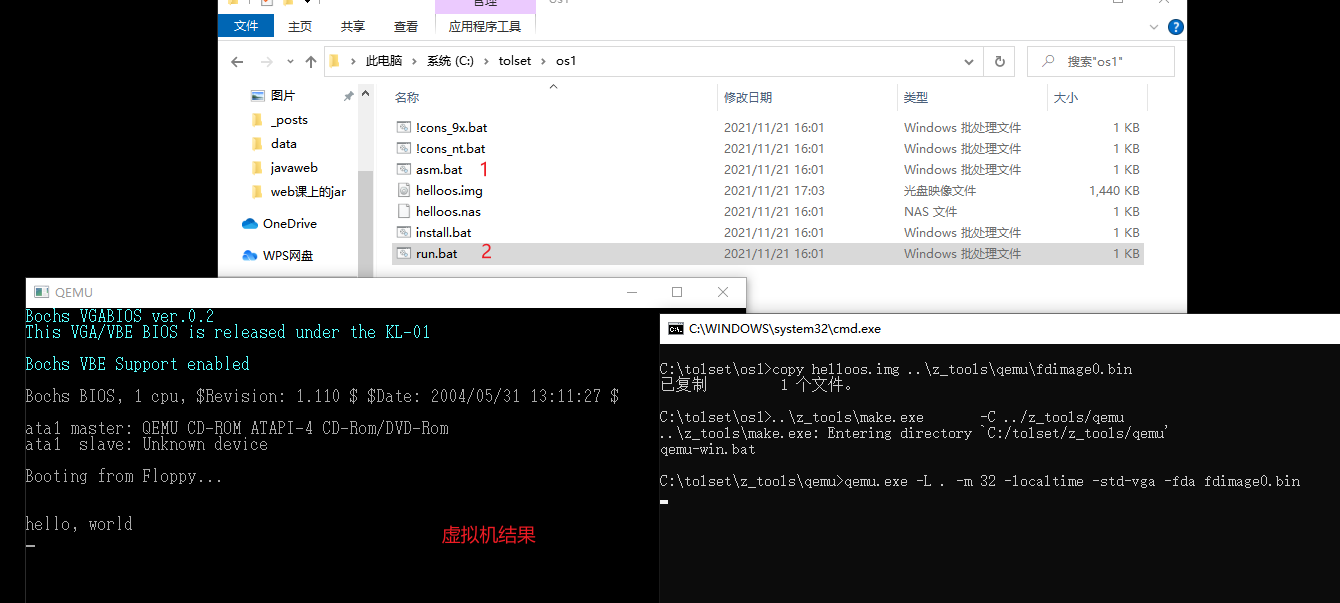 管理 os1
文件 主页 共享 查看 应用程序工具
此电脑 › 系统 (C:) › tolset › os1
搜索"os1"
名称 修改日期 类型 大小
图片
_posts
data
javaweb
web课上的jar
OneDrive
WPS网盘
!cons_9x.bat 2021/11/21 16:01 Windows 批处理文件 1 KB
!cons_nt.bat 2021/11/21 16:01 Windows 批处理文件 1 KB
asm.bat 1 2021/11/21 16:01 Windows 批处理文件 1 KB
helloos.img 2021/11/21 17:03 光盘映像文件 1,440 KB
helloos.nas 2021/11/21 16:01 NAS 文件 1 KB
install.bat 2021/11/21 16:01 Windows 批处理文件 1 KB
run.bat 2 2021/11/21 16:01 Windows 批处理文件 1 KB
QEMU
Bochs VGABIOS ver.0.2
This VGA/VBE BIOS is released under the KL-01
Bochs VBE Support enabled
Bochs BIOS, 1 cpu, $Revision: 1.110 $ $Date: 2004/05/31 13:11:27 $
ata1 master: QEMU CD-ROM ATAPI-4 CD-Rom/DVD-Rom
ata1  slave: Unknown device
Booting from Floppy...
hello, world
虚拟机结果
C:\WINDOWS\system32\cmd.exe
C:\tolset\os1>copy helloos.img ..\z_tools\qemu\fdimage0.bin
已复制         1 个文件。
C:\tolset\os1>..\z_tools\make.exe       -C ../z_tools/qemu
..\z_tools\make.exe: Entering directory `C:/tolset/z_tools/qemu'
qemu-win.bat
C:\tolset\z_tools\qemu>qemu.exe -L . -m 32 -localtime -std-vga -fda fdimage0.bin